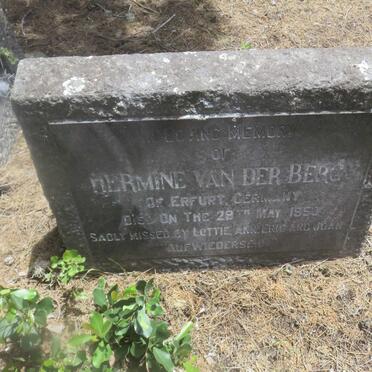 LOVING MEMORY
OF
HERMINE VAN DER BERG
OF ERFURT, GERMANY
DIED ON THE 29TH MAY
SADLY MISSED BY LOTTIE, ANN, ERIC AND JOAN
AUFWIEDERSEHN